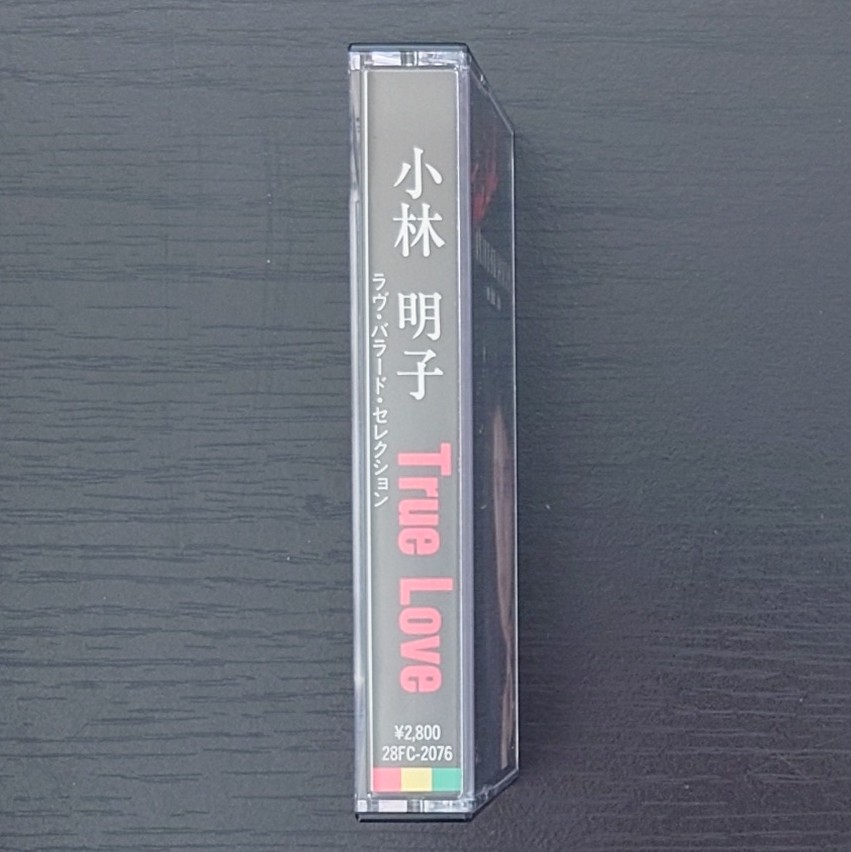 小林 明子
ラヴ・バラード・セレクション
True Love
¥2,800
28FC-2076